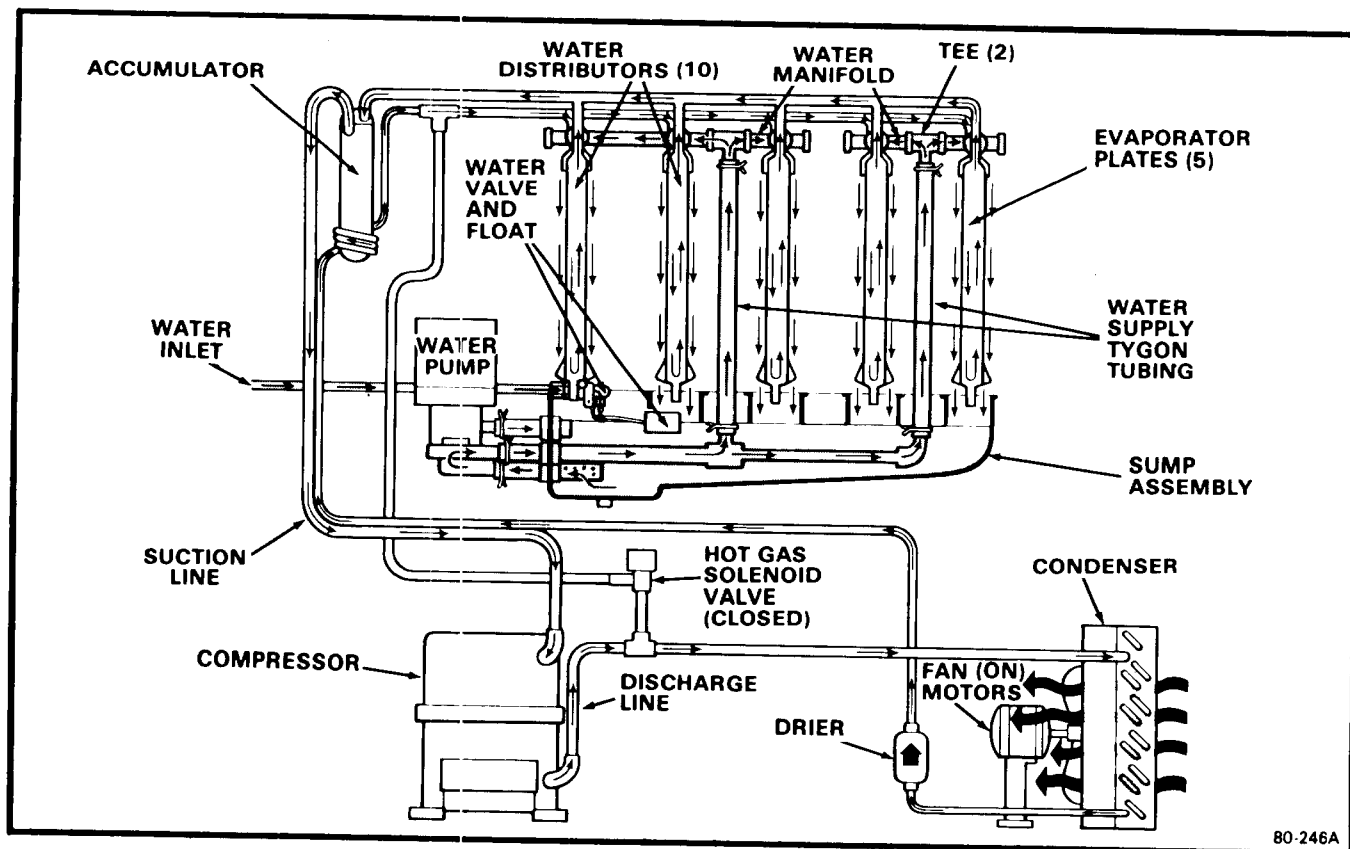 ACCUMULATOR
WATER
DISTRIBUTORS (10)
WATER
MANIFOLD
TEE (2)
EVAPORATOR
PLATES (5)
WATER
VALVE
AND
FLOAT
WATER
INLET
WATER
PUMP
WATER
SUPPLY
TYGON
TUBING
SUMP
ASSEMBLY
SUCTION
LINE
HOT GAS
SOLENOID
VALVE
(CLOSED)
CONDENSER
COMPRESSOR
DISCHARGE
LINE
FAN (ON)
MOTORS
DRIER
80-246A